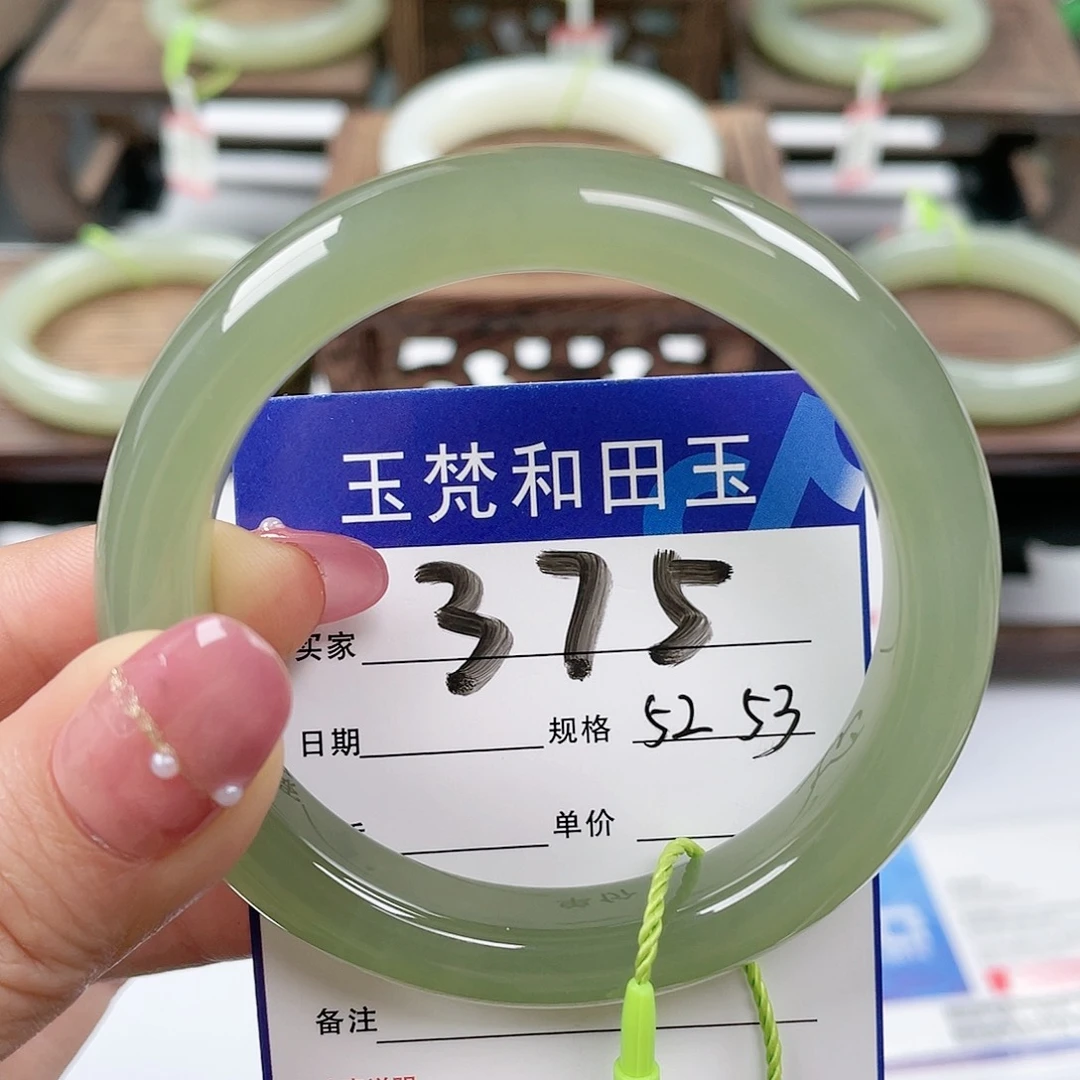 玉梵和田玉
375
买家
日期 规格 52 53
单价
备注